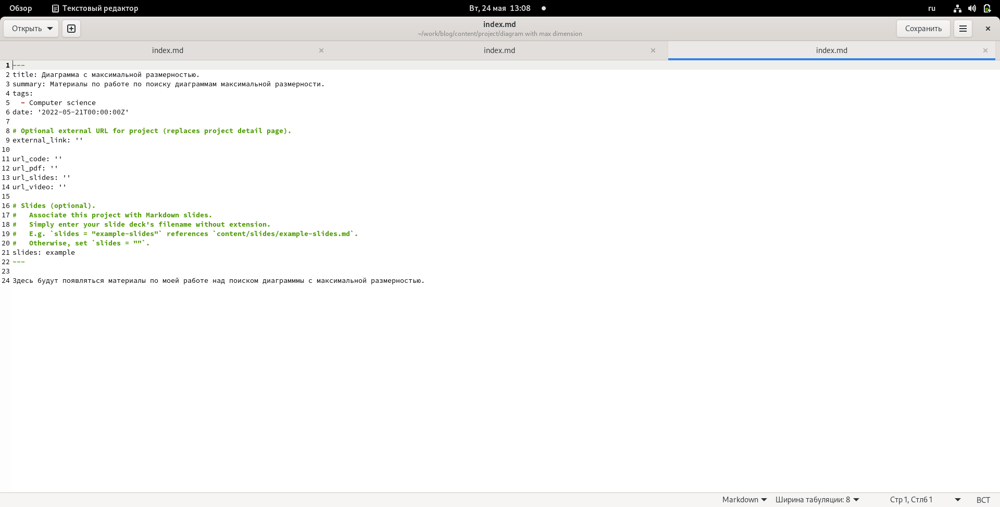 Обзор Текстовый редактор Вт, 24 мая 13:08 ru
Открыть index.md Сохранить
~/work/blog/content/project/diagram with max dimension
index.md index.md index.md
1 ---
2 title: Диаграмма с максимальной размерностью.
3 summary: Материалы по работе по поиску диаграммам максимальной размерности.
4 tags:
5   - Computer science
6 date: '2022-05-21T00:00:00Z'
7
8 # Optional external URL for project (replaces project detail page).
9 external_link: ''
10
11 url_code: ''
12 url_pdf: ''
13 url_slides: ''
14 url_video: ''
15
16 # Slides (optional).
17 #   Associate this project with Markdown slides.
18 #   Simply enter your slide deck's filename without extension.
19 #   E.g. `slides = "example-slides"` references `content/slides/example-slides.md`.
20 #   Otherwise, set `slides = ""`.
21 slides: example
22 ---
23
24 Здесь будут появляться материалы по моей работе над поиском диаграмммы с максимальной размерностью.
Markdown Ширина табуляции: 8 Стр 1, Стлб 1 ВСТ